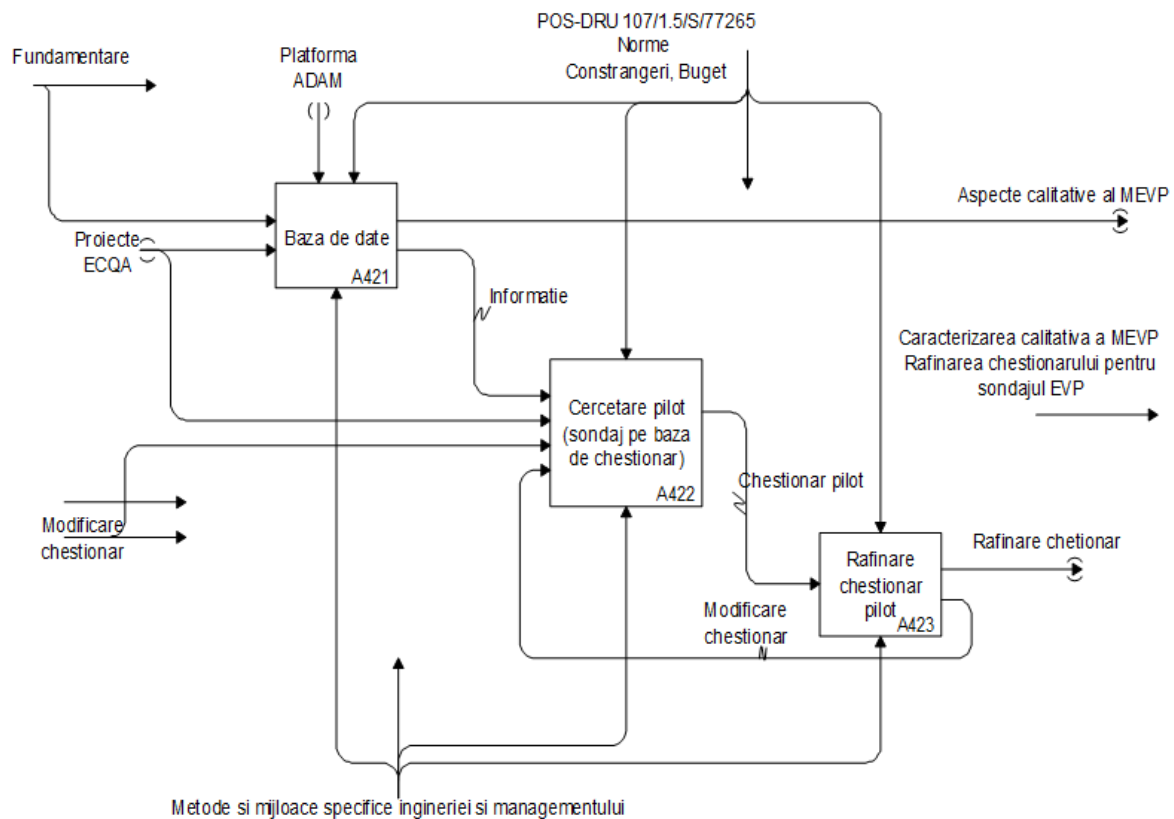 POS-DRU 107/1.5/S/77265
Norme
Constrangeri, Buget
Fundamentare
Platforma
ADAM
Aspecte calitative al MEVP
Proiecte
ECQA
Baza de date
A421
Informatie
Caracterizarea calitativa a MEVP
Rafinarea chestionarului pentru
sondajul EVP
Cercetare pilot
(sondaj pe baza
de chestionar)
A422
Chestionar pilot
Modificare
chestionar
Rafinare chetionar
Rafinare
chestionar
pilot
A423
Modificare
chestionar
Metode si mijloace specifice ingineriei si managementului